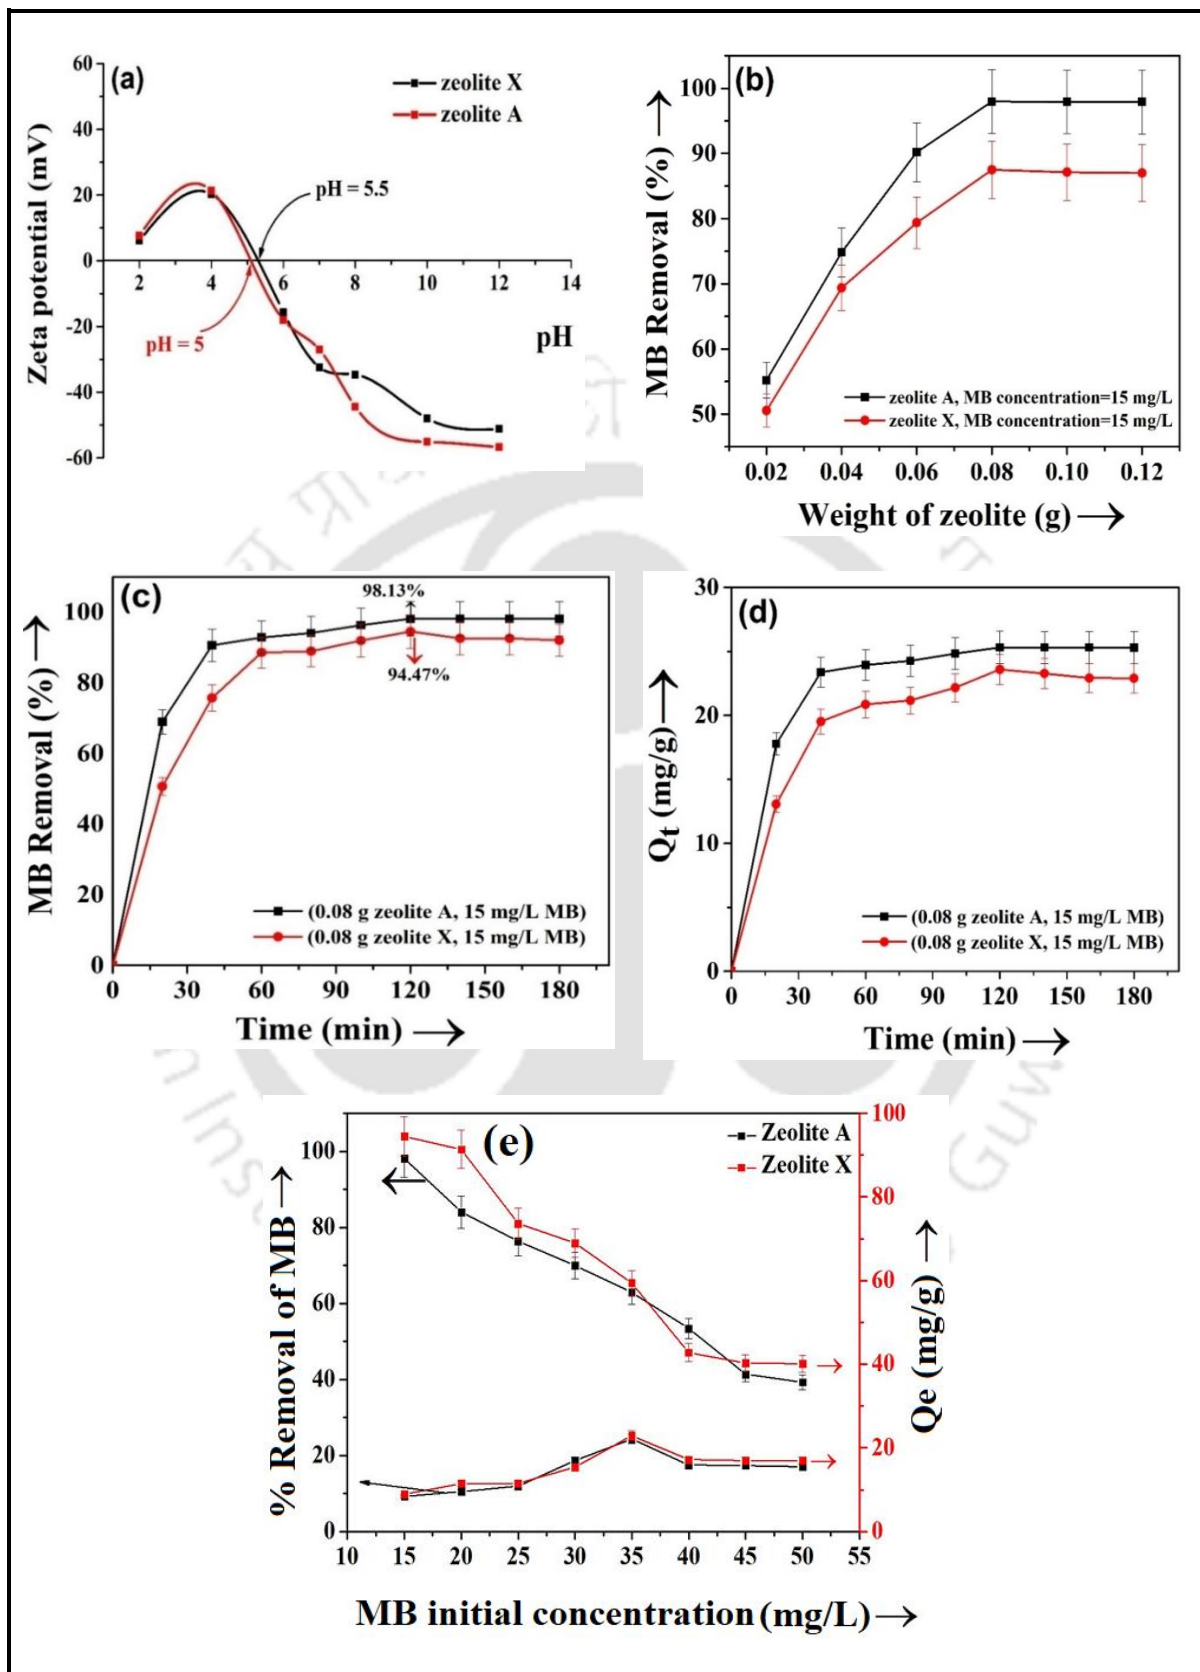 (a)
zeolite X
zeolite A
Zeta potential (mV)
60
40
20
0
-20
-40
-60
pH = 5.5
2 4 6 8 10 12 14
pH = 5
pH
(b)
MB Removal (%)
100
90
80
70
60
50
zeolite A, MB concentration=15 mg/L
zeolite X, MB concentration=15 mg/L
0.02 0.04 0.06 0.08 0.10 0.12
Weight of zeolite (g)
(c)
MB Removal (%)
100
80
60
40
20
0
98.13%
94.47%
(0.08 g zeolite A, 15 mg/L MB)
(0.08 g zeolite X, 15 mg/L MB)
0 30 60 90 120 150 180
Time (min)
(d)
Qt (mg/g)
30
20
10
0
(0.08 g zeolite A, 15 mg/L MB)
(0.08 g zeolite X, 15 mg/L MB)
0 30 60 90 120 150 180
Time (min)
(e)
Zeolite A
Zeolite X
% Removal of MB
100
80
60
40
20
0
Qe (mg/g)
100
80
60
40
20
0
10 15 20 25 30 35 40 45 50 55
MB initial concentration (mg/L)